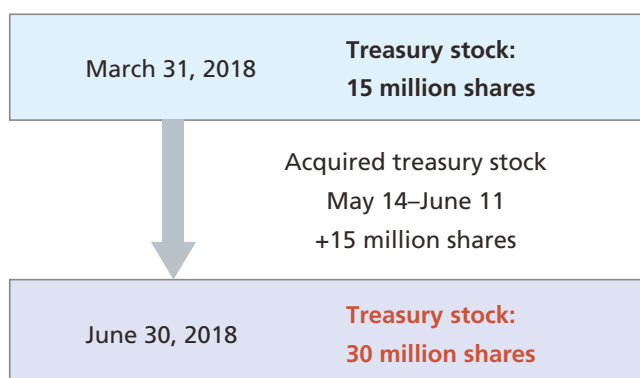 March 31, 2018
Treasury stock:
15 million shares
Acquired treasury stock
May 14–June 11
+15 million shares
June 30, 2018
Treasury stock:
30 million shares